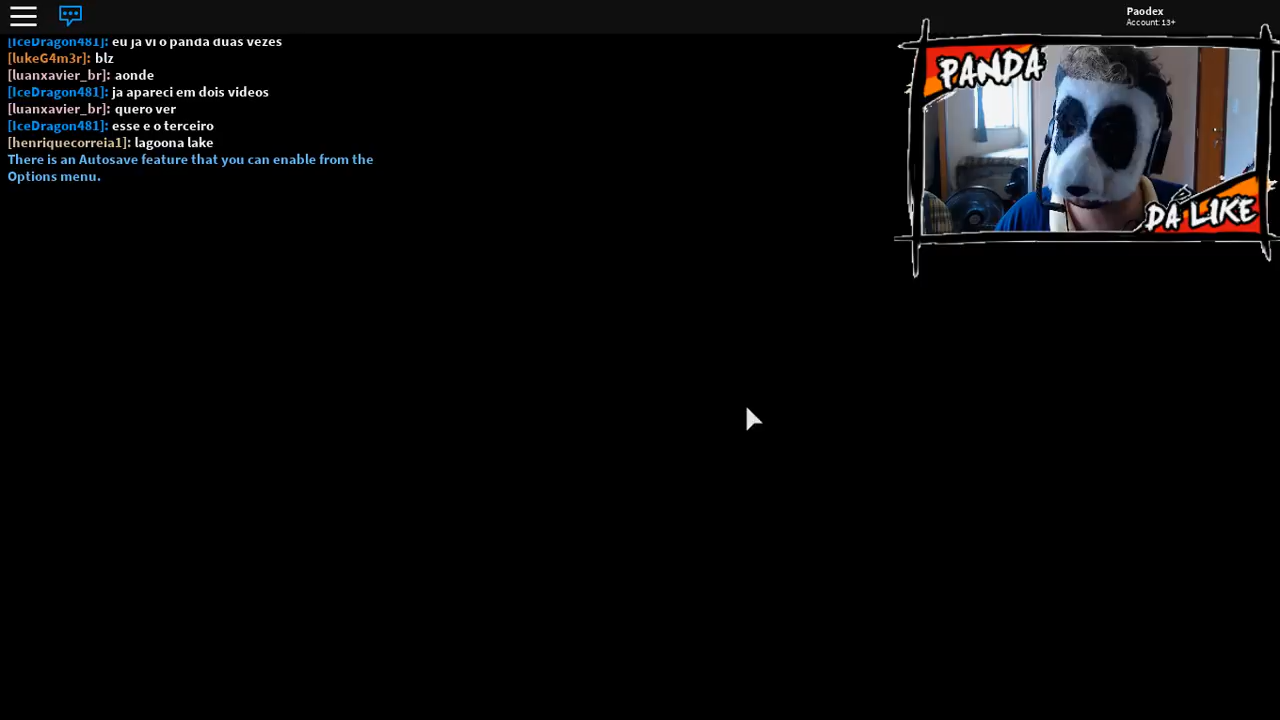 Paodex
Account: 13+
[IceDragon481]: eu ja vi o panda duas vezes
[lukeG4m3r]: blz
[luanxavier_br]: aonde
[IceDragon481]: ja apareci em dois videos
[luanxavier_br]: quero ver
[IceDragon481]: esse e o terceiro
[henriquecorreia1]: lagoona lake
There is an Autosave feature that you can enable from the
Options menu.
PANDA
DA LIKE